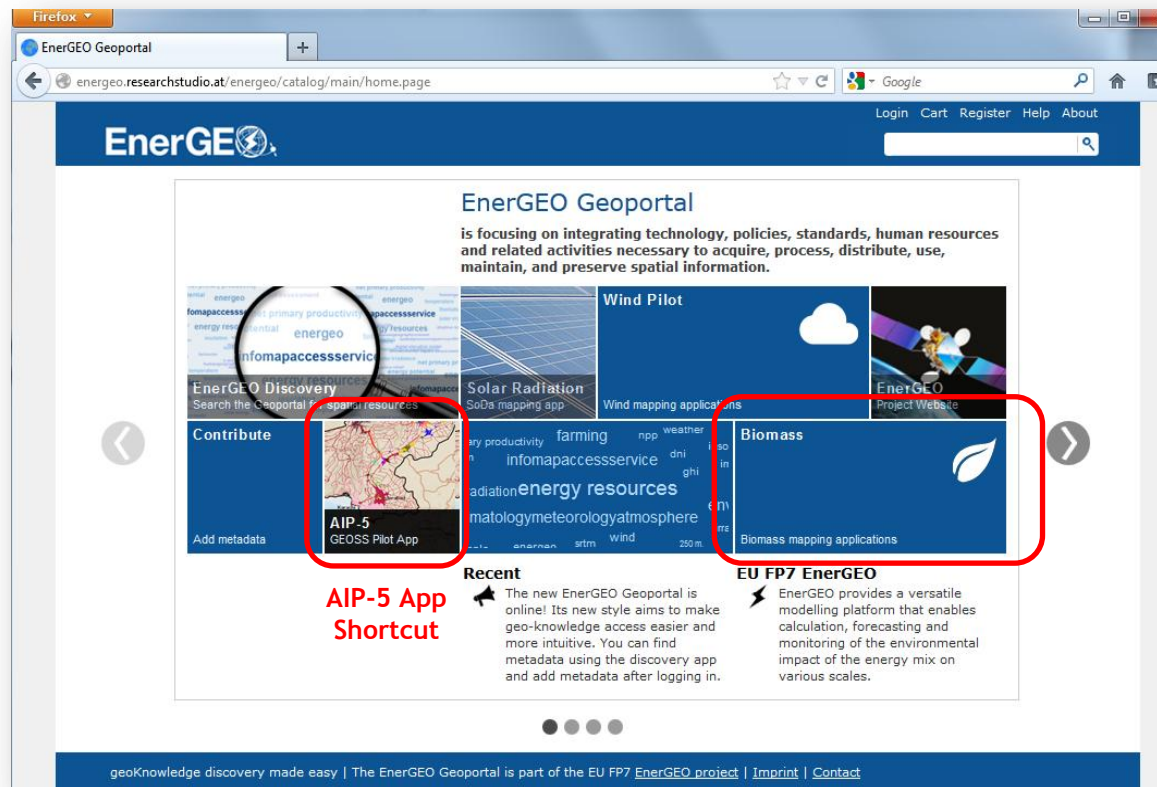 Firefox
EnerGEO Geoportal
energeo.researchstudio.at/energeo/catalog/main/home.page
Google
Login Cart Register Help About
EnerGEO
EnerGEO Geoportal
is focusing on integrating technology, policies, standards, human resources
and related activities necessary to acquire, process, distribute, use,
maintain, and preserve spatial information.
energeo
energeo
infomapaccessservice
EnerGEO Discovery
Search the Geoportal for spatial resources
Solar Radiation
SoDa mapping app
Wind Pilot
Wind mapping applications
EnerGEO
Project Website
Contribute
Add metadata
AIP-5
GEOSS Pilot App
ary productivity farming npp weather
infomapaccessservice dni
ghi
adiation energy resources
matologymeteorologyatmosphere
energeo srtm wind 250 m
Biomass
Biomass mapping applications
AIP-5 App
Shortcut
Recent
The new EnerGEO Geoportal is
online! Its new style aims to make
geo-knowledge access easier and
more intuitive. You can find
metadata using the discovery app
and add metadata after logging in.
EU FP7 EnerGEO
EnerGEO provides a versatile
modelling platform that enables
calculation, forecasting and
monitoring of the environmental
impact of the energy mix on
various scales.
geoKnowledge discovery made easy | The EnerGEO Geoportal is part of the EU FP7 EnerGEO project | Imprint | Contact